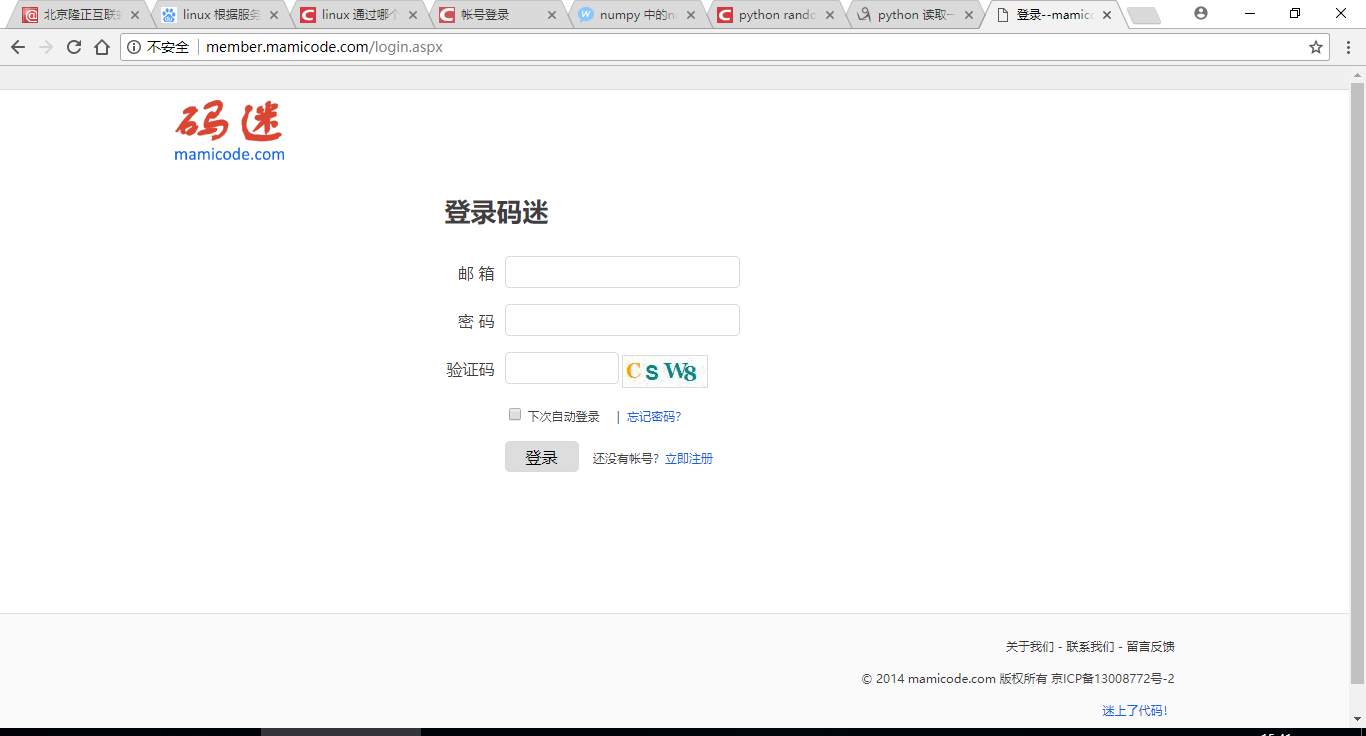 北京隆正互联 linux 根据服务 linux 通过哪个 帐号登录 numpy 中的 python rando python 读取一 登录--mamic
不安全 member.mamicode.com/login.aspx
码迷
mamicode.com
登录码迷
邮 箱
密 码
验证码 CsW8
下次自动登录 | 忘记密码?
登录 还没有帐号? 立即注册
关于我们 - 联系我们 - 留言反馈
© 2014 mamicode.com 版权所有 京ICP备13008772号-2
迷上了代码!